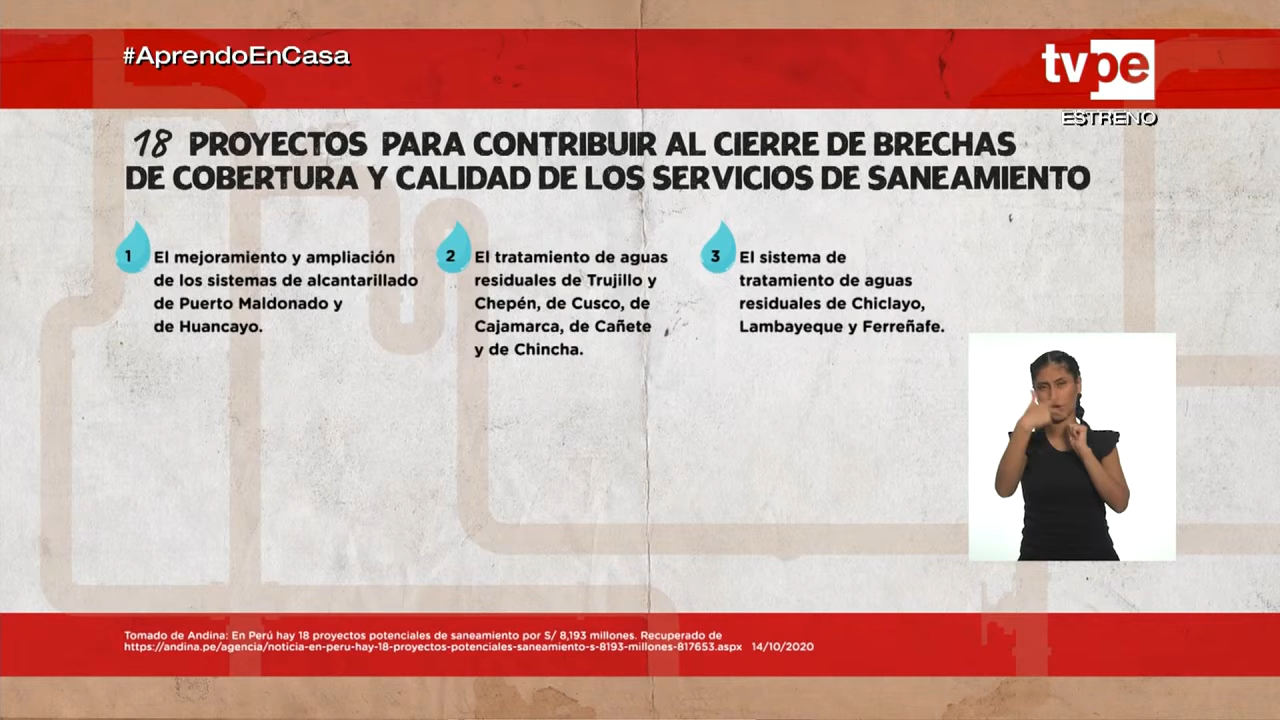 #AprendoEnCasa
tvpe
ESTRENO
18 PROYECTOS PARA CONTRIBUIR AL CIERRE DE BRECHAS
DE COBERTURA Y CALIDAD DE LOS SERVICIOS DE SANEAMIENTO
1
El mejoramiento y ampliación
de los sistemas de alcantarillado
de Puerto Maldonado y
de Huancayo.
2
El tratamiento de aguas
residuales de Trujillo y
Chepén, de Cusco, de
Cajamarca, de Cañete
y de Chincha.
3
El sistema de
tratamiento de aguas
residuales de Chiclayo,
Lambayeque y Ferreñafe.
Tomado de Andina: En Perú hay 18 proyectos potenciales de saneamiento por S/ 8,193 millones. Recuperado de
https://andina.pe/agencia/noticia-en-peru-hay-18-proyectos-potenciales-saneamiento-s-8193-millones-817653.aspx 14/10/2020